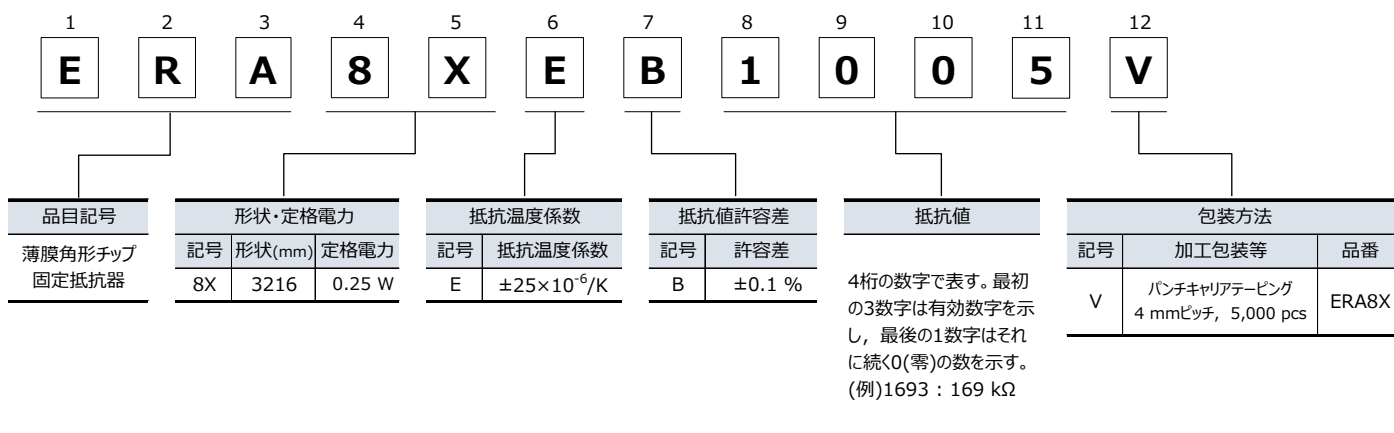 1 2 3 4 5 6 7 8 9 10 11 12
E R A 8 X E B 1 0 0 5 V
品目記号
薄膜角形チップ
固定抵抗器
形状・定格電力
記号 形状(mm) 定格電力
8X 3216 0.25 W
抵抗温度係数
記号 抵抗温度係数
E ±25×10⁻⁶/K
抵抗値許容差
記号 許容差
B ±0.1 %
抵抗値
4桁の数字で表す。最初
の3数字は有効数字を示
し，最後の1数字はそれ
に続く0(零)の数を示す。
(例)1693 : 169 kΩ
包装方法
記号 加工包装等 品番
V パンチキャリアテーピング ERA8X
4 mmピッチ，5,000 pcs